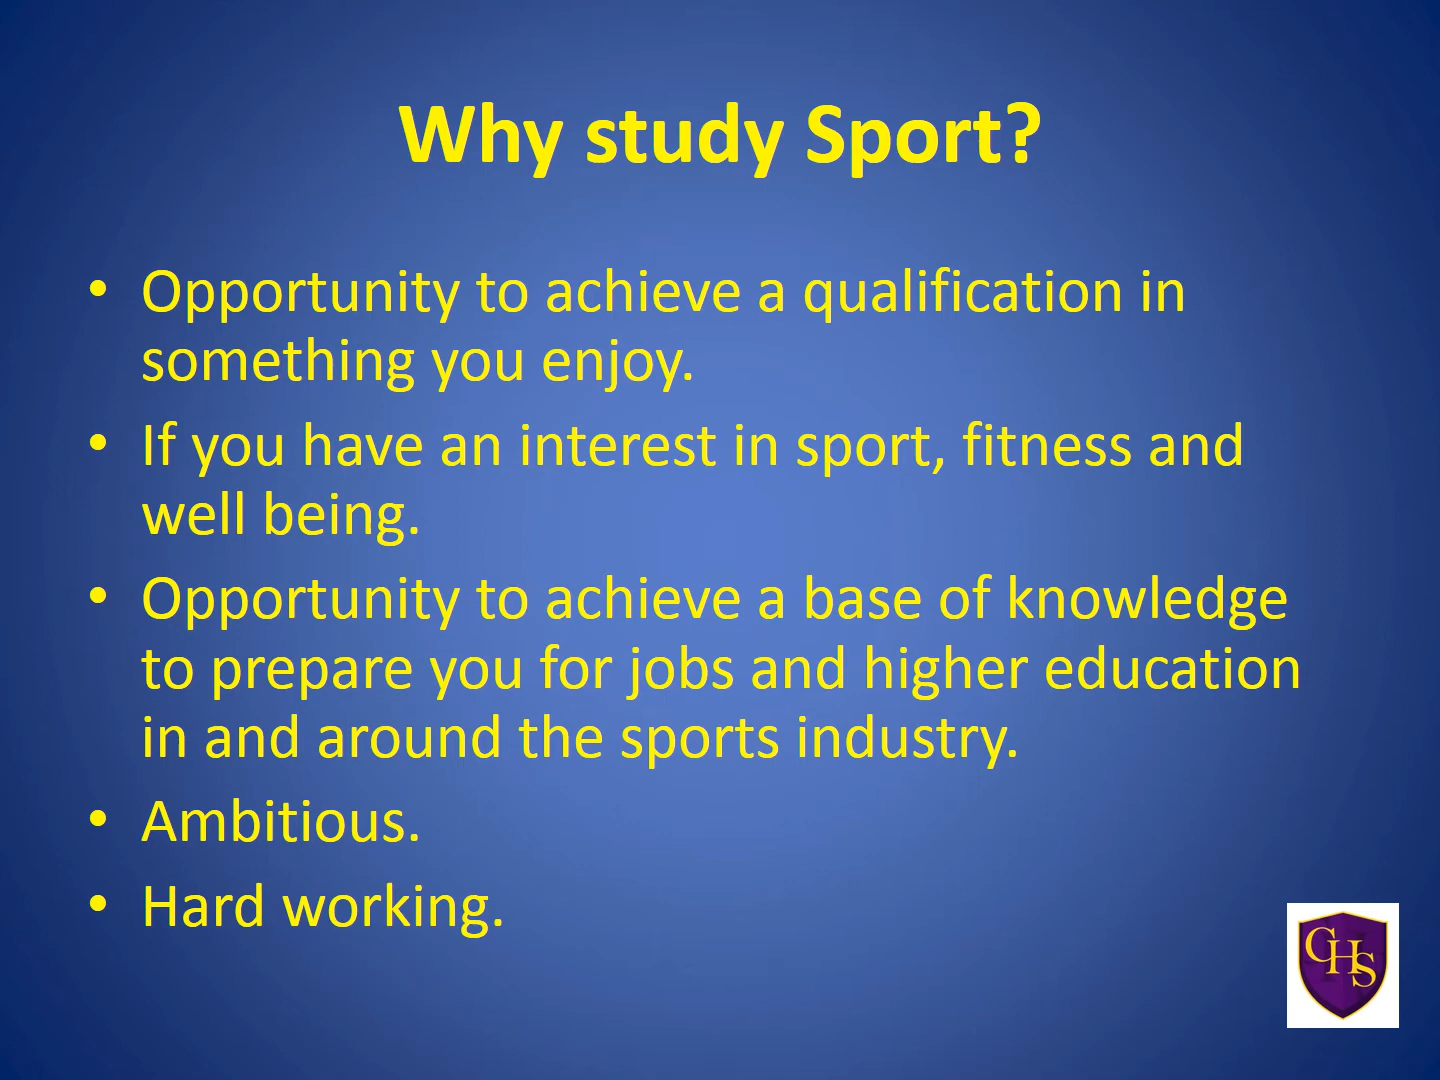 Why study Sport?
• Opportunity to achieve a qualification in
something you enjoy.
• If you have an interest in sport, fitness and
well being.
• Opportunity to achieve a base of knowledge
to prepare you for jobs and higher education
in and around the sports industry.
• Ambitious.
• Hard working.
CHS